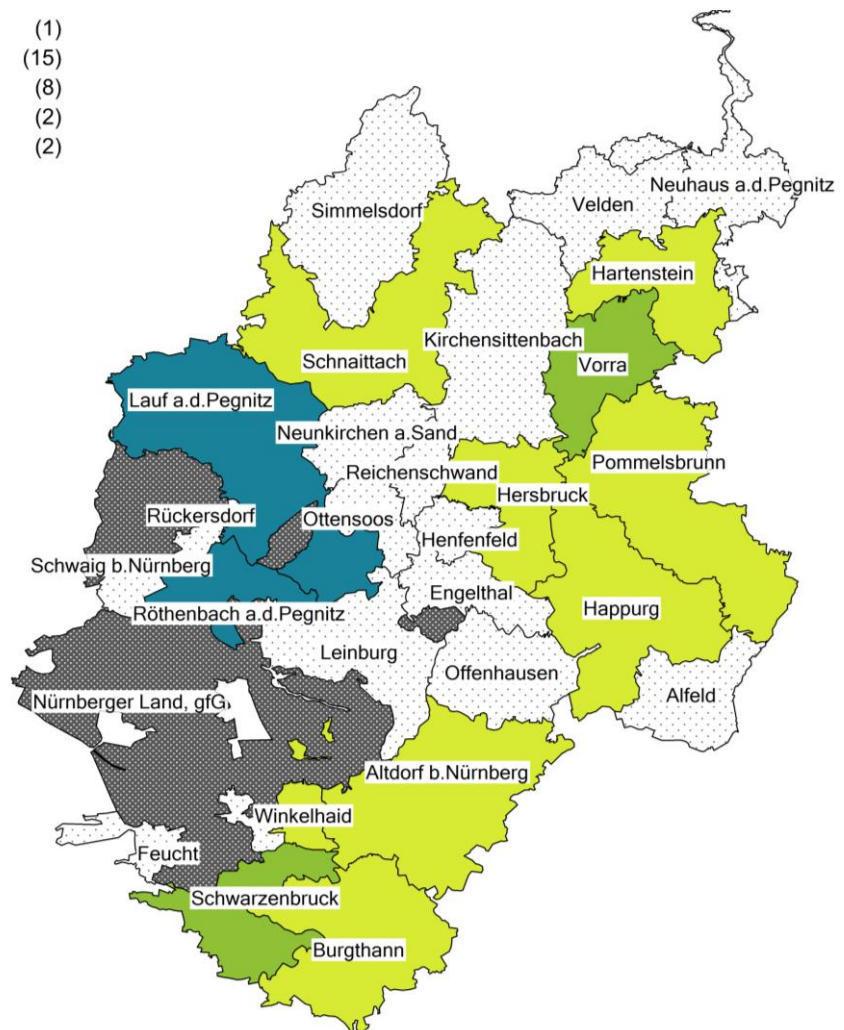 (1)
(15)
(8)
(2)
(2)
Neuhaus a.d.Pegnitz
Velden
Simmelsdorf
Hartenstein
Kirchensittenbach
Schnaittach
Vorra
Lauf a.d.Pegnitz
Neunkirchen a.Sand
Pommelsbrunn
Reichenschwand
Hersbruck
Rückersdorf
Ottensoos
Henfenfeld
Schwaig b.Nürnberg
Engelthal
Happurg
Röthenbach a.d.Pegnitz
Leinburg
Offenhausen
Alfeld
Nürnberger Land, gfG
Altdorf b.Nürnberg
Winkelhaid
Feucht
Schwarzenbruck
Burgthann